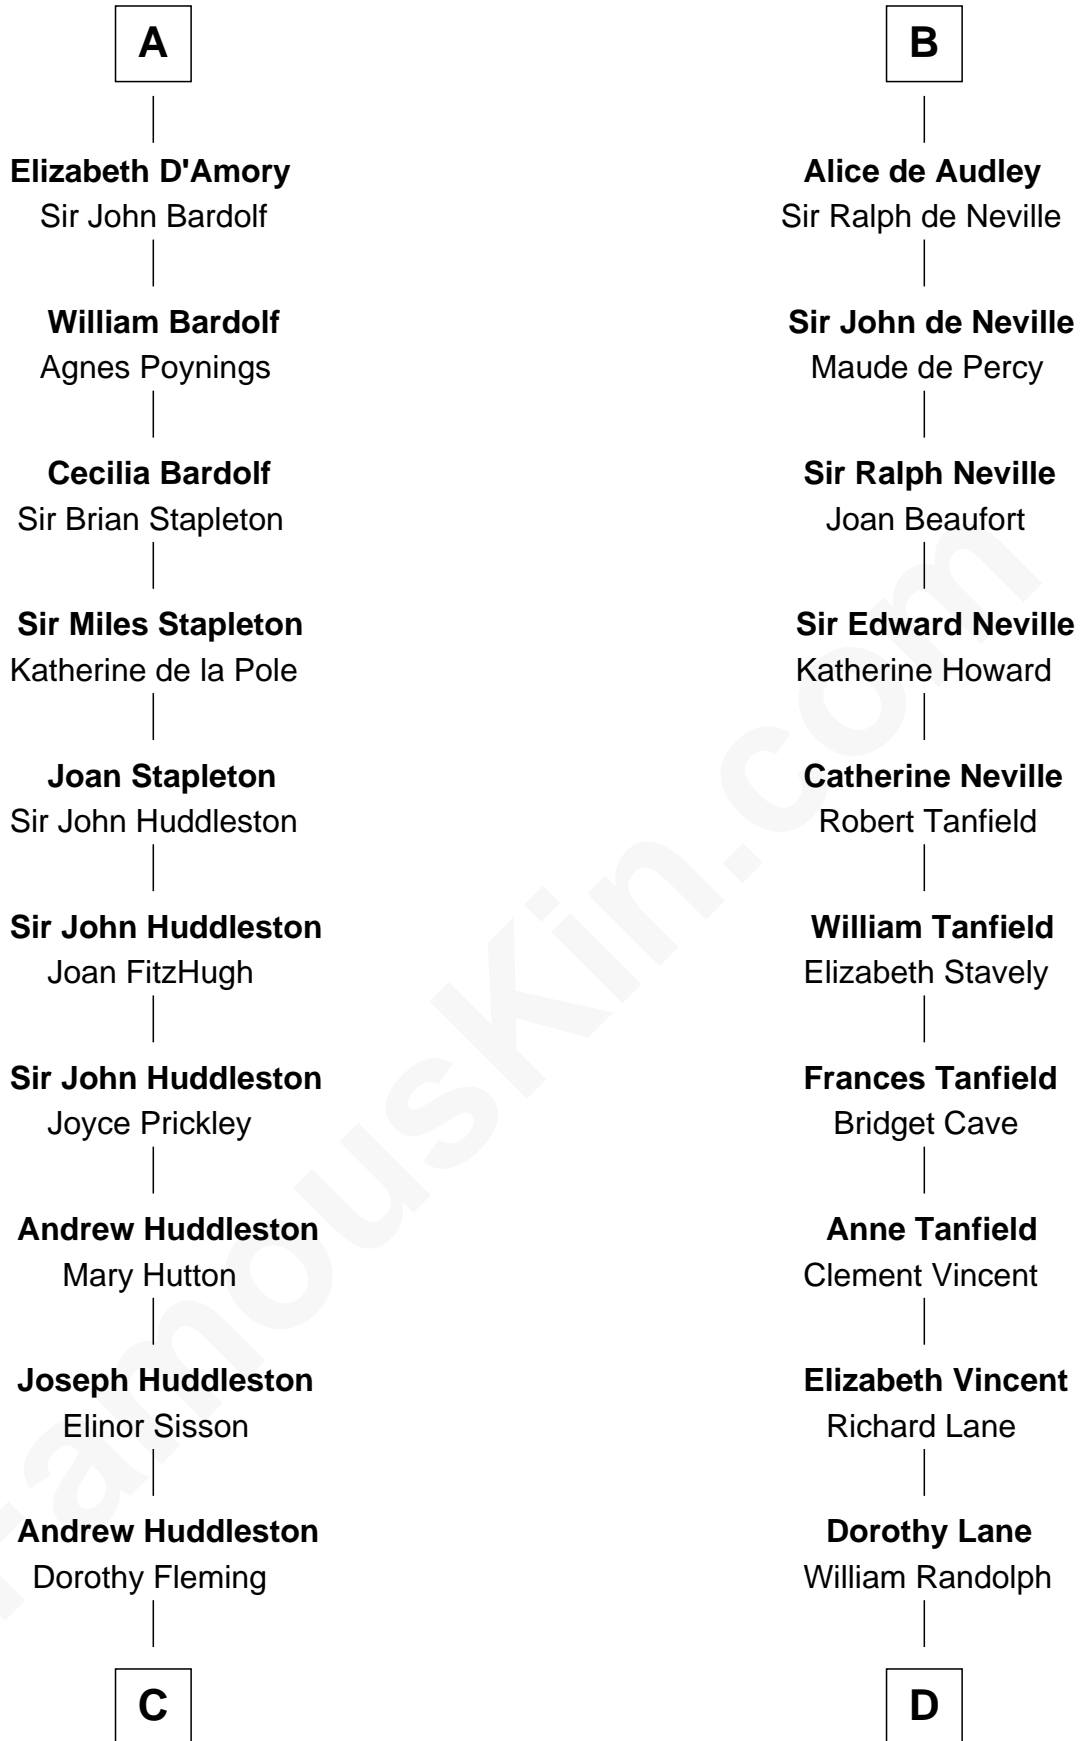 A
Elizabeth D'Amory
Sir John Bardolf
William Bardolf
Agnes Poynings
Cecilia Bardolf
Sir Brian Stapleton
Sir Miles Stapleton
Katherine de la Pole
Joan Stapleton
Sir John Huddleston
Sir John Huddleston
Joan FitzHugh
Sir John Huddleston
Joyce Prickley
Andrew Huddleston
Mary Hutton
Joseph Huddleston
Elinor Sisson
Andrew Huddleston
Dorothy Fleming
C
B
Alice de Audley
Sir Ralph de Neville
Sir John de Neville
Maude de Percy
Sir Ralph Neville
Joan Beaufort
Sir Edward Neville
Katherine Howard
Catherine Neville
Robert Tanfield
William Tanfield
Elizabeth Stavely
Frances Tanfield
Bridget Cave
Anne Tanfield
Clement Vincent
Elizabeth Vincent
Richard Lane
Dorothy Lane
William Randolph
D
FamousKin.com